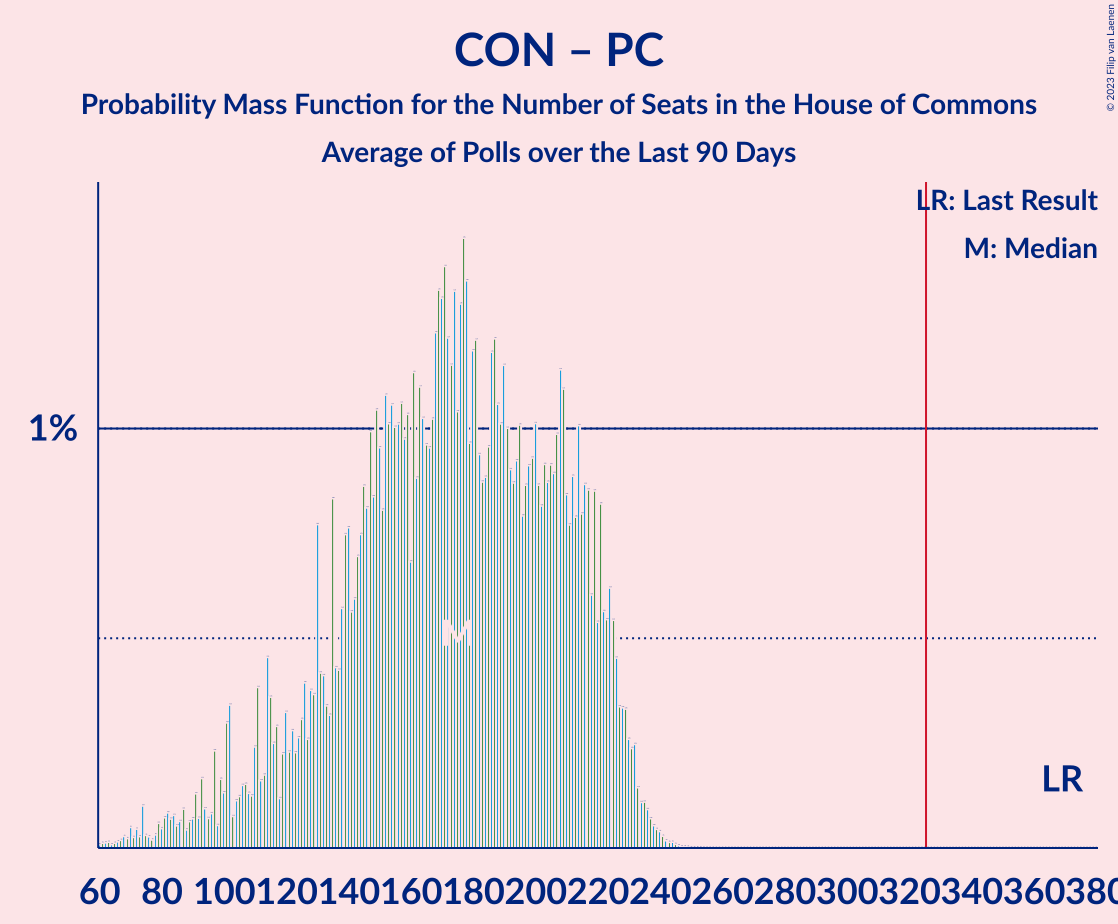 CON – PC
Probability Mass Function for the Number of Seats in the House of Commons
Average of Polls over the Last 90 Days
© 2023 Filip van Laenen
LR: Last Result
M: Median
1%
M
LR
60 80 100 120 140 160 180 200 220 240 260 280 300 320 340 360 380